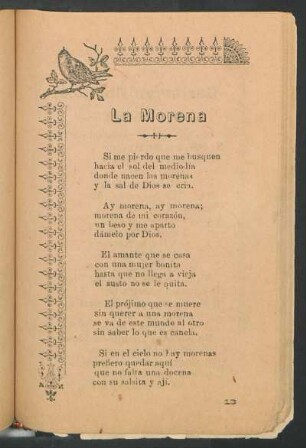 La Morena
Si me pierdo que me busquen
hacia el sol del mediodía
donde nacen las morenas
y la sal de Dios se cria.
Ay morena, ay morena;
morena de mi corazón,
un beso y me aparto
dámelo por Dios.
El amante que se casa
con una mujer bonita
hasta que no llega a vieja
el susto no se le quita.
El prójimo que se muere
sin querer a una morena
se va de este mundo al otro
sin saber lo que es canela.
Si en el cielo no hoy morenas
prefiero quedar aquí
que no falta una docena
con su salsita y aji.